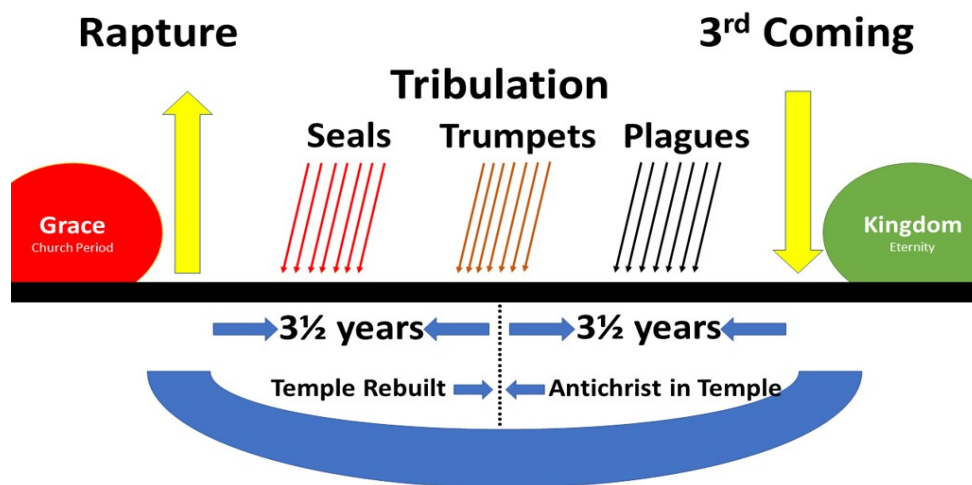 Rapture
3rd Coming
Tribulation
Seals
Trumpets
Plagues
Grace
Church Period
Kingdom
Eternity
3½ years
3½ years
Temple Rebuilt
Antichrist in Temple